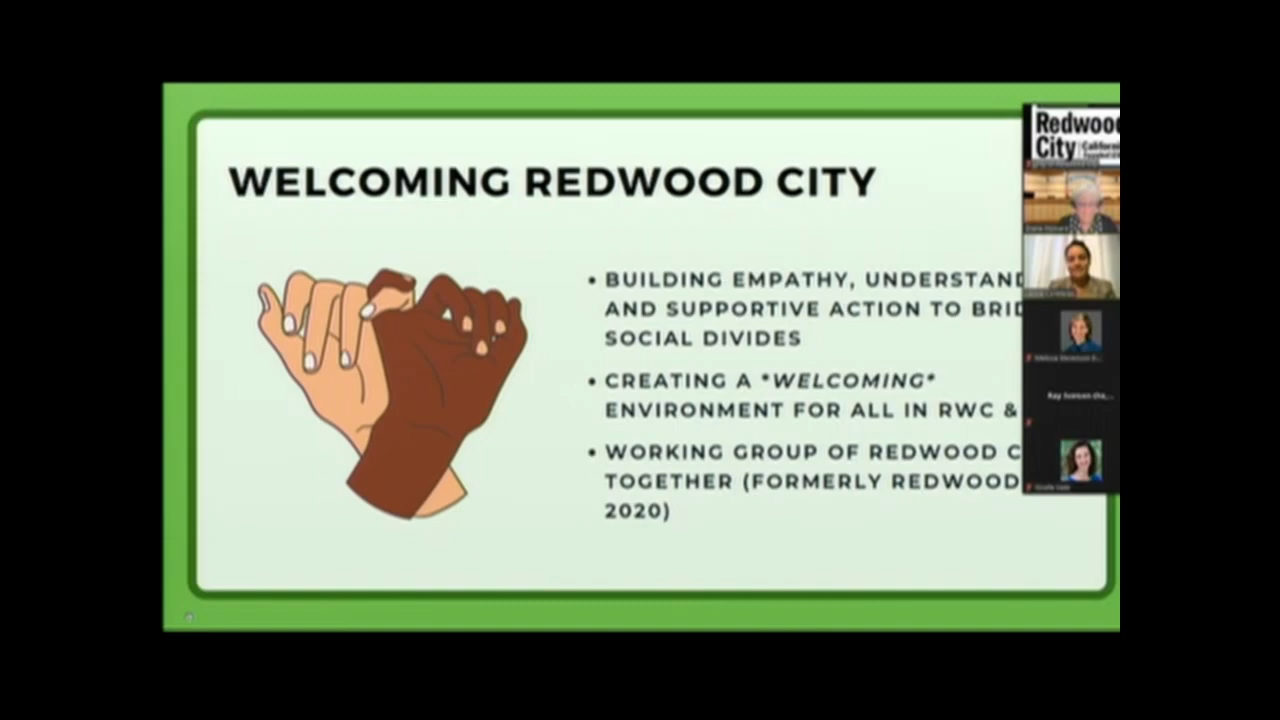 WELCOMING REDWOOD CITY
• BUILDING EMPATHY, UNDERSTAND
AND SUPPORTIVE ACTION TO BRID
SOCIAL DIVIDES
• CREATING A *WELCOMING*
ENVIRONMENT FOR ALL IN RWC &
• WORKING GROUP OF REDWOOD C
TOGETHER (FORMERLY REDWOOD
2020)
Redwood
City